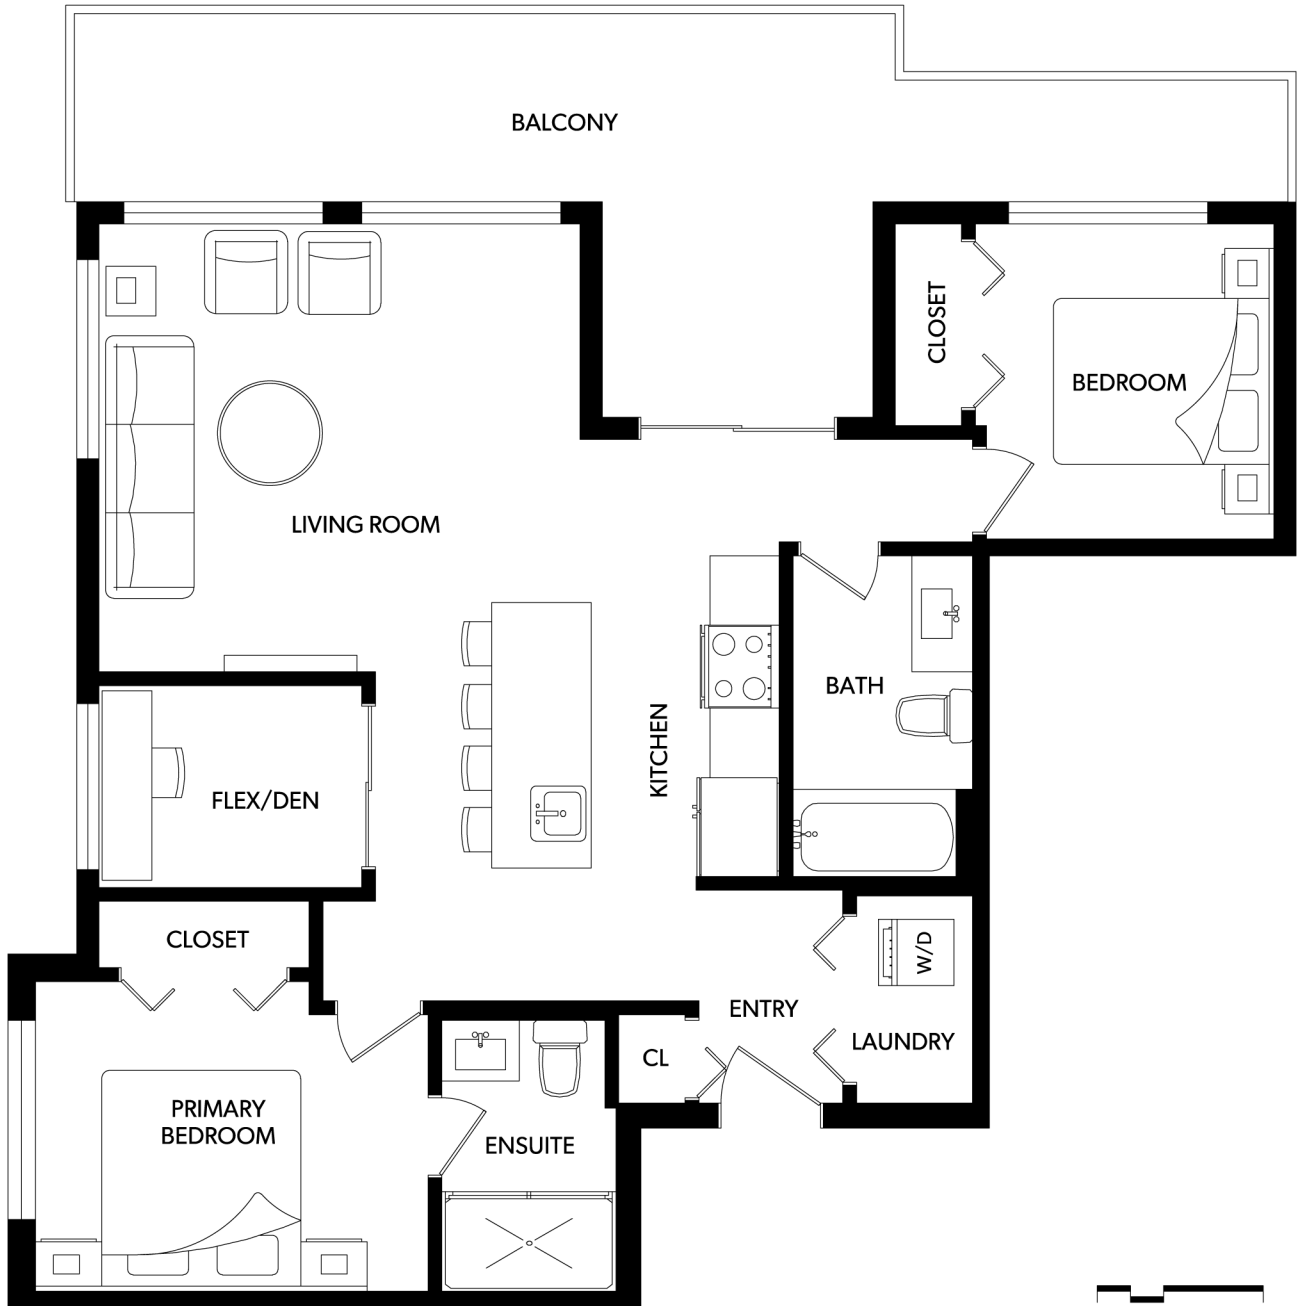 BALCONY
CLOSET
BEDROOM
LIVING ROOM
BATH
KITCHEN
FLEX/DEN
CLOSET
W/D
ENTRY
LAUNDRY
CL
PRIMARY
BEDROOM
ENSUITE